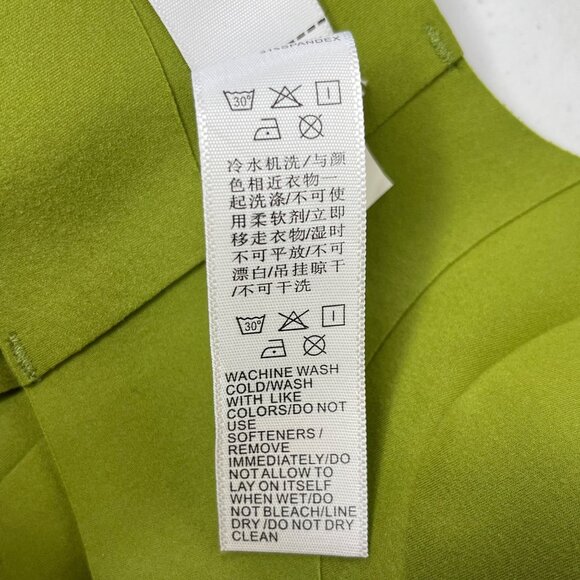 SPANDEX
30°
冷水机洗/与颜
色相近衣物一
起洗涤/不可使
用柔软剂/立即
移走衣物/湿时
不可平放/不可
漂白/吊挂晾干
/不可干洗
30°
WACHINE WASH
COLD/WASH
WITH LIKE
COLORS/DO NOT
USE
SOFTENERS/
REMOVE
IMMEDIATELY/DO
NOT ALLOW TO
LAY ON ITSELF
WHEN WET/DO
NOT BLEACH/LINE
DRY /DO NOT DRY
CLEAN